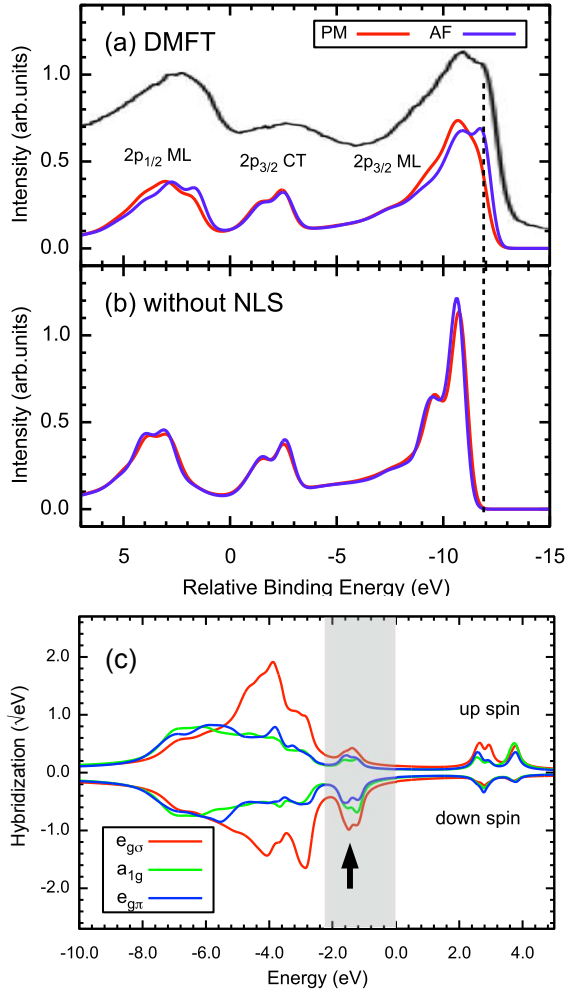 (a) DMFT
PM AF
1.0
0.5
0.0
Intensity (arb.units)
2p1/2 ML
2p3/2 CT
2p3/2 ML
(b) without NLS
1.0
0.5
0.0
Intensity (arb.units)
5 0 -5 -10 -15
Relative Binding Energy (eV)
(c)
2.0
1.0
0.0
-1.0
-2.0
Hybridization (√eV)
up spin
down spin
egσ
a1g
egπ
-10.0 -8.0 -6.0 -4.0 -2.0 0.0 2.0 4.0
Energy (eV)